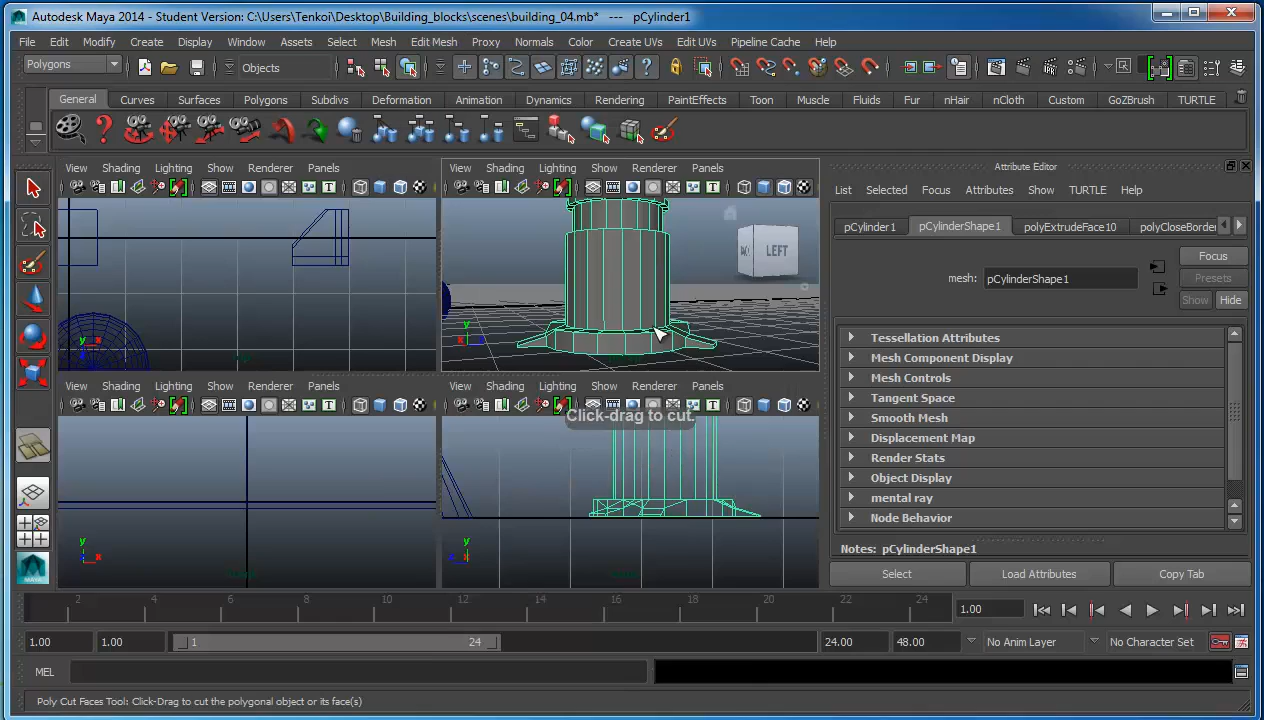 Autodesk Maya 2014 - Student Version: C:\Users\Tenkoi\Desktop\Building_blocks\scenes\building_04.mb* --- pCylinder1
File Edit Modify Create Display Window Assets Select Mesh Edit Mesh Proxy Normals Color Create UVs Edit UVs Pipeline Cache Help
Polygons Objects
General Curves Surfaces Polygons Subdivs Deformation Animation Dynamics Rendering PaintEffects Toon Muscle Fluids Fur nHair nCloth Custom GoZBrush TURTLE
View Shading Lighting Show Renderer Panels
View Shading Lighting Show Renderer Panels
Attribute Editor
List Selected Focus Attributes Show TURTLE Help
pCylinder1 pCylinderShape1 polyExtrudeFace10 polyCloseBorder
mesh: pCylinderShape1
Focus
Presets
Show Hide
LEFT
y
x
y
x
z
Tessellation Attributes
Mesh Component Display
Mesh Controls
Tangent Space
Smooth Mesh
Displacement Map
Render Stats
Object Display
mental ray
Node Behavior
Notes: pCylinderShape1
Select Load Attributes Copy Tab
View Shading Lighting Show Renderer Panels
View Shading Lighting Show Renderer Panels
Click-drag to cut.
y
z x
y
z x
MAYA
2 4 6 8 10 12 14 16 18 20 22 24 1.00
1.00 1.00 1 24 24.00 48.00 No Anim Layer No Character Set
MEL
Poly Cut Faces Tool: Click-Drag to cut the polygonal object or its face(s)